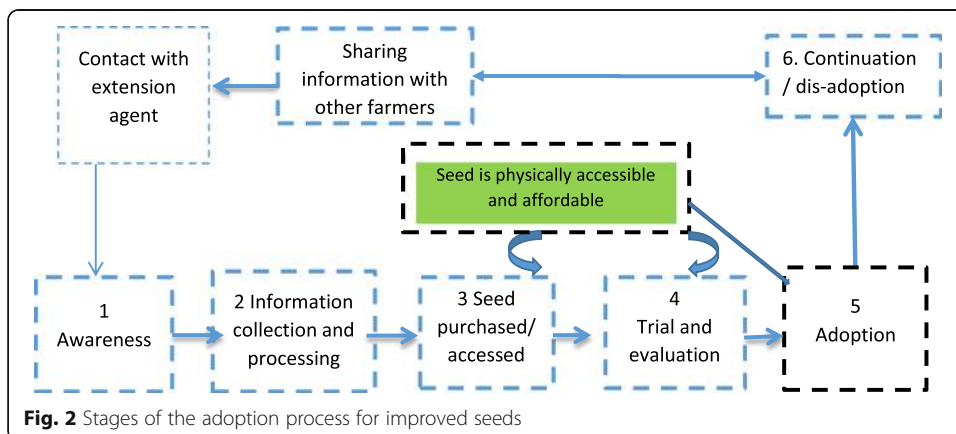 Contact with
extension
agent
Sharing
information with
other farmers
6. Continuation
/ dis-adoption
Seed is physically accessible
and affordable
1
Awareness
2 Information
collection and
processing
3 Seed
purchased/
accessed
4
Trial and
evaluation
5
Adoption
Fig. 2 Stages of the adoption process for improved seeds